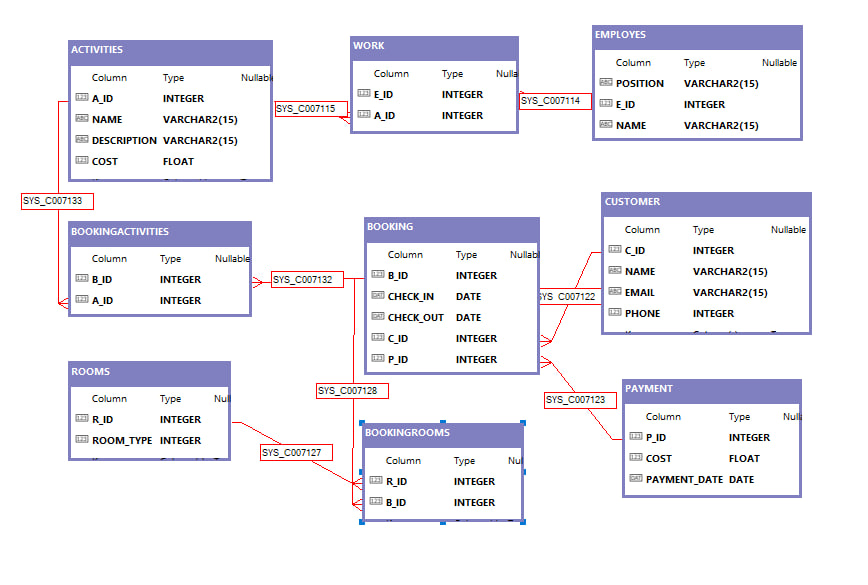 ACTIVITIES
Column Type Nullable
A_ID INTEGER
NAME VARCHAR2(15)
DESCRIPTION VARCHAR2(15)
COST FLOAT
WORK
Column Type Nulla
E_ID INTEGER
A_ID INTEGER
EMPLOYES
Column Type Nullable
POSITION VARCHAR2(15)
E_ID INTEGER
NAME VARCHAR2(15)
SYS_C007115
SYS_C007114
SYS_C007133
BOOKINGACTIVITIES
Column Type Nullable
B_ID INTEGER
A_ID INTEGER
SYS_C007132
BOOKING
Column Type Nullabl
B_ID INTEGER
CHECK_IN DATE
CHECK_OUT DATE
C_ID INTEGER
P_ID INTEGER
SYS_C007122
CUSTOMER
Column Type Nullable
C_ID INTEGER
NAME VARCHAR2(15)
EMAIL VARCHAR2(15)
PHONE INTEGER
ROOMS
Column Type Null
R_ID INTEGER
ROOM_TYPE INTEGER
SYS_C007128
SYS_C007127
SYS_C007123
BOOKINGROOMS
Column Type Nul
R_ID INTEGER
B_ID INTEGER
PAYMENT
Column Type Nulla
P_ID INTEGER
COST FLOAT
PAYMENT_DATE DATE